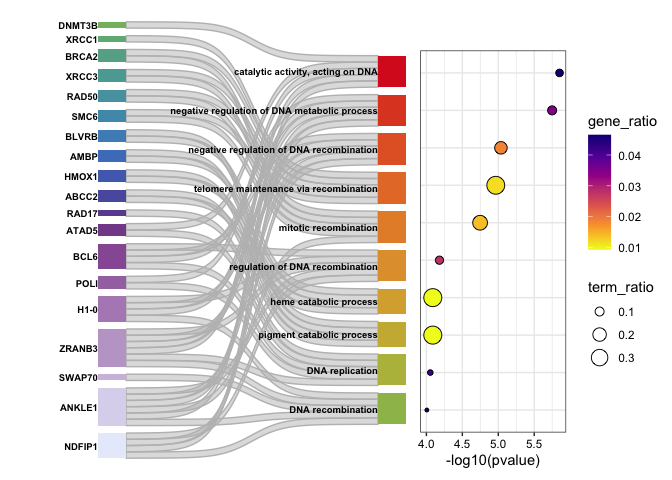 DNMT3B
XRCC1
BRCA2
XRCC3
RAD50
SMC6
BLVRB
AMBP
HMOX1
ABCC2
RAD17
ATAD5
BCL6
POLI
H1-0
ZRANB3
SWAP70
ANKLE1
NDFIP1
catalytic activity, acting on DNA
negative regulation of DNA metabolic process
negative regulation of DNA recombination
telomere maintenance via recombination
mitotic recombination
regulation of DNA recombination
heme catabolic process
pigment catabolic process
DNA replication
DNA recombination
4.0 4.5 5.0 5.5
-log10(pvalue)
gene_ratio
0.04
0.03
0.02
0.01
term_ratio
0.1
0.2
0.3